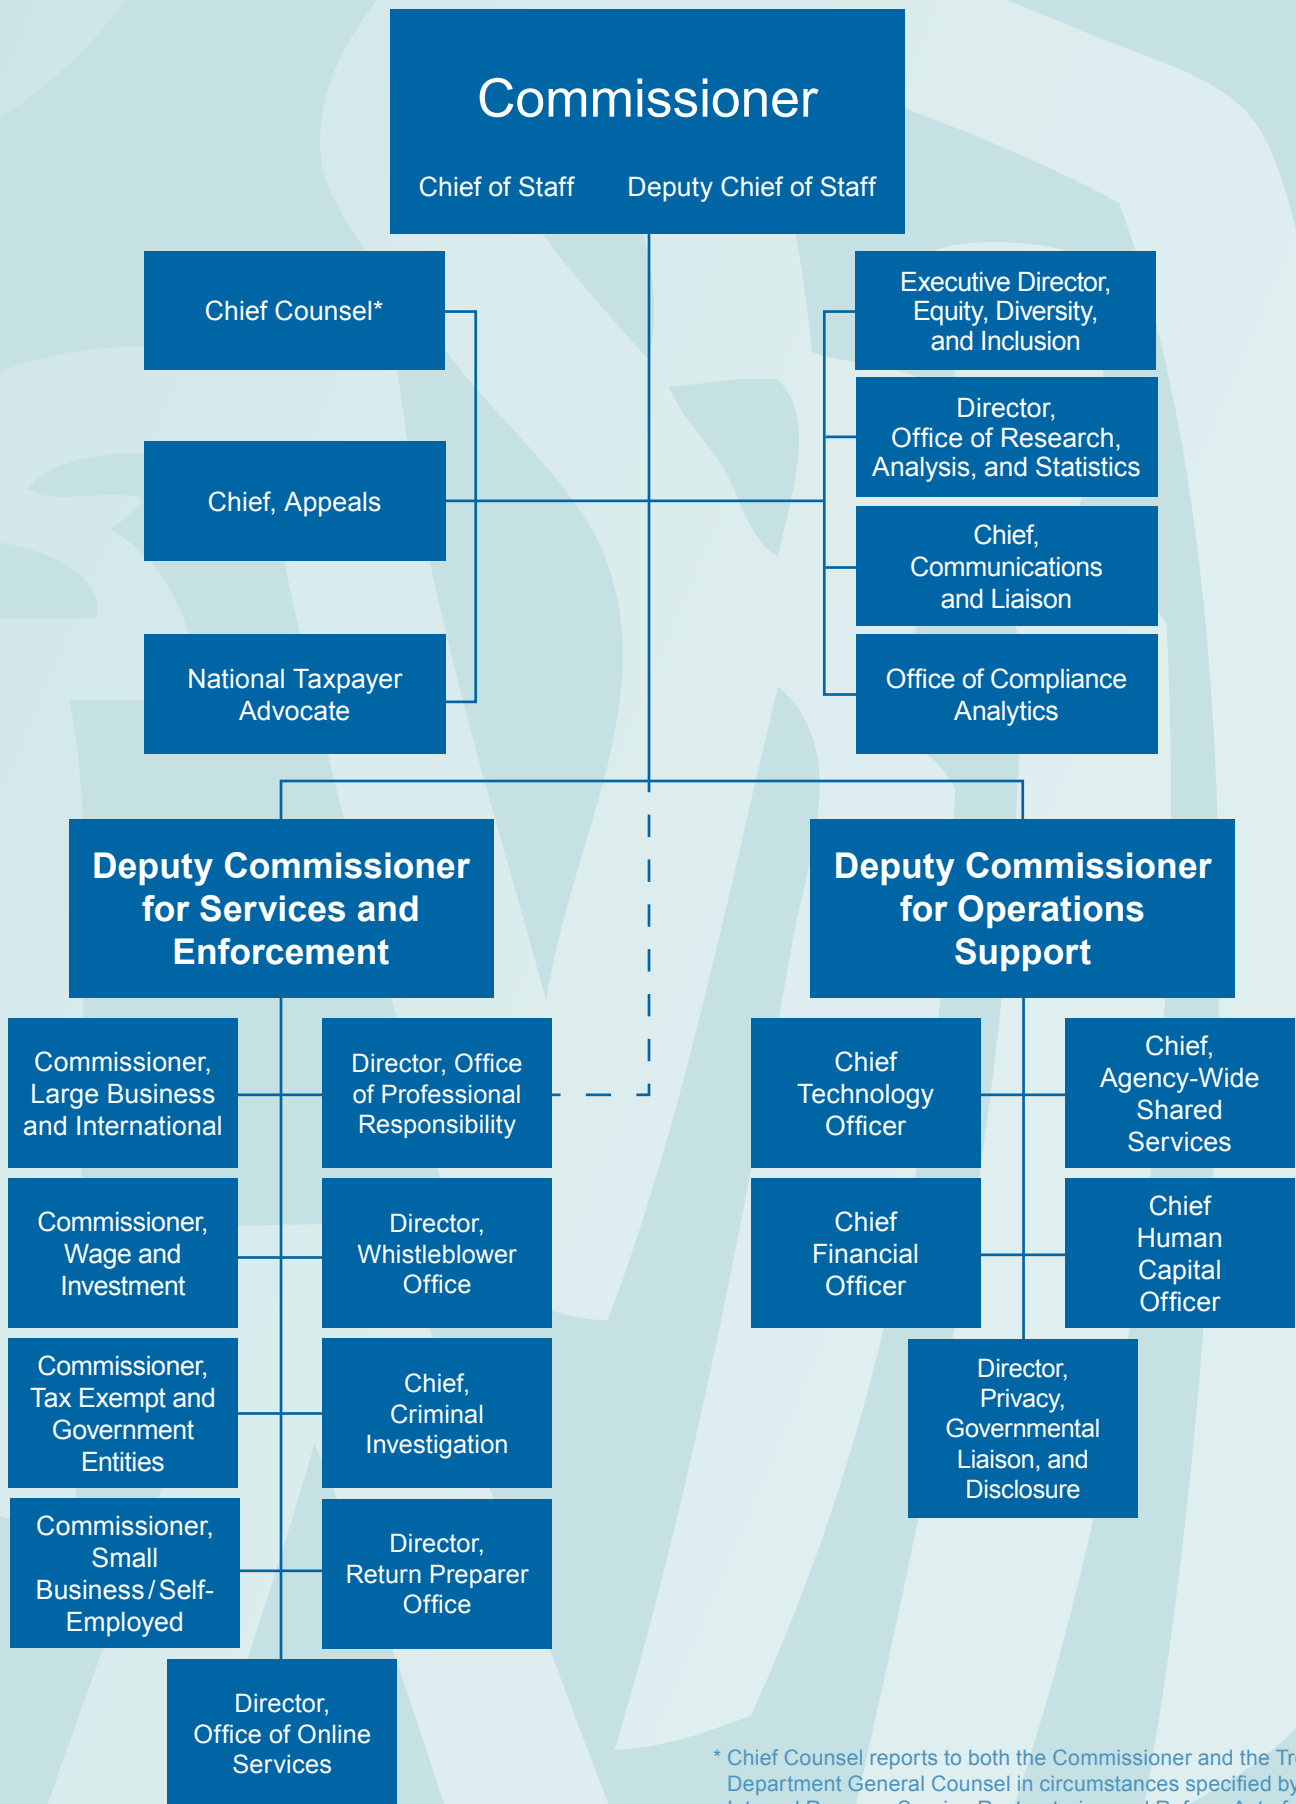 Commissioner
Chief of Staff Deputy Chief of Staff
Chief Counsel*
Chief, Appeals
National Taxpayer
Advocate
Executive Director,
Equity, Diversity,
and Inclusion
Director,
Office of Research,
Analysis, and Statistics
Chief,
Communications
and Liaison
Office of Compliance
Analytics
Deputy Commissioner
for Services and
Enforcement
Commissioner,
Large Business
and International
Director, Office
of Professional
Responsibility
Commissioner,
Wage and
Investment
Director,
Whistleblower
Office
Commissioner,
Tax Exempt and
Government
Entities
Chief,
Criminal
Investigation
Commissioner,
Small
Business/Self-
Employed
Director,
Return Preparer
Office
Director,
Office of Online
Services
Deputy Commissioner
for Operations
Support
Chief
Technology
Officer
Chief,
Agency-Wide
Shared
Services
Chief
Financial
Officer
Chief
Human
Capital
Officer
Director,
Privacy,
Governmental
Liaison, and
Disclosure
* Chief Counsel reports to both the Commissioner and the
Department General Counsel in circumstances specified by